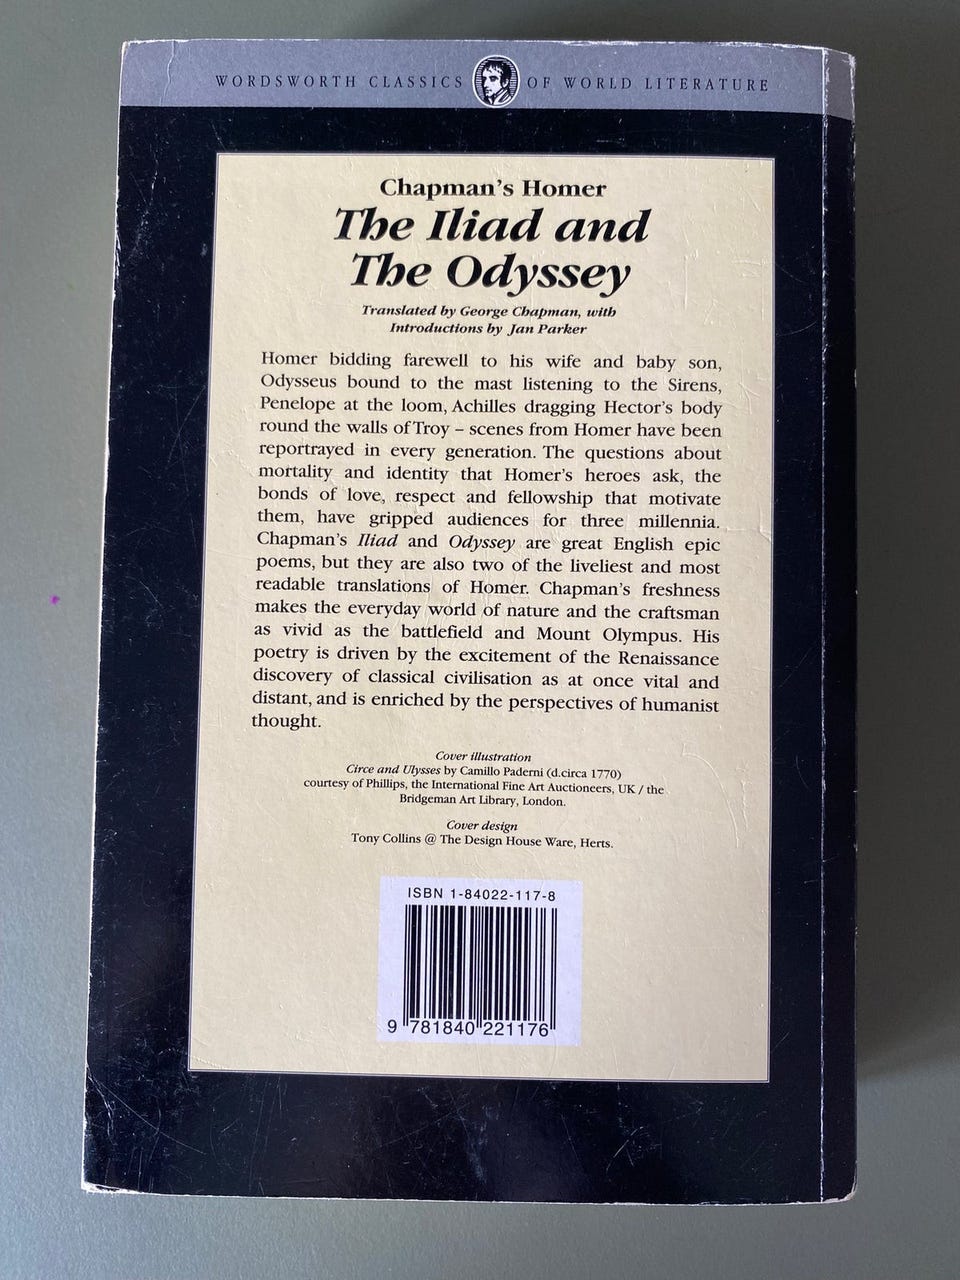 WORDSWORTH CLASSICS OF WORLD LITERATURE
Chapman's Homer
The Iliad and
The Odyssey
Translated by George Chapman, with
Introductions by Jan Parker
Homer bidding farewell to his wife and baby son,
Odysseus bound to the mast listening to the Sirens,
Penelope at the loom, Achilles dragging Hector's body
round the walls of Troy – scenes from Homer have been
reportrayed in every generation. The questions about
mortality and identity that Homer's heroes ask, the
bonds of love, respect and fellowship that motivate
them, have gripped audiences for three millennia.
Chapman's Iliad and Odyssey are great English epic
poems, but they are also two of the liveliest and most
readable translations of Homer. Chapman's freshness
makes the everyday world of nature and the craftsman
as vivid as the battlefield and Mount Olympus. His
poetry is driven by the excitement of the Renaissance
discovery of classical civilisation as at once vital and
distant, and is enriched by the perspectives of humanist
thought.
Cover illustration
Circe and Ulysses by Camillo Paderni (d.circa 1770)
courtesy of Phillips, the International Fine Art Auctioneers, UK / the
Bridgeman Art Library, London.
Cover design
Tony Collins @ The Design House Ware, Herts.
ISBN 1-84022-117-8
9 781840 221176